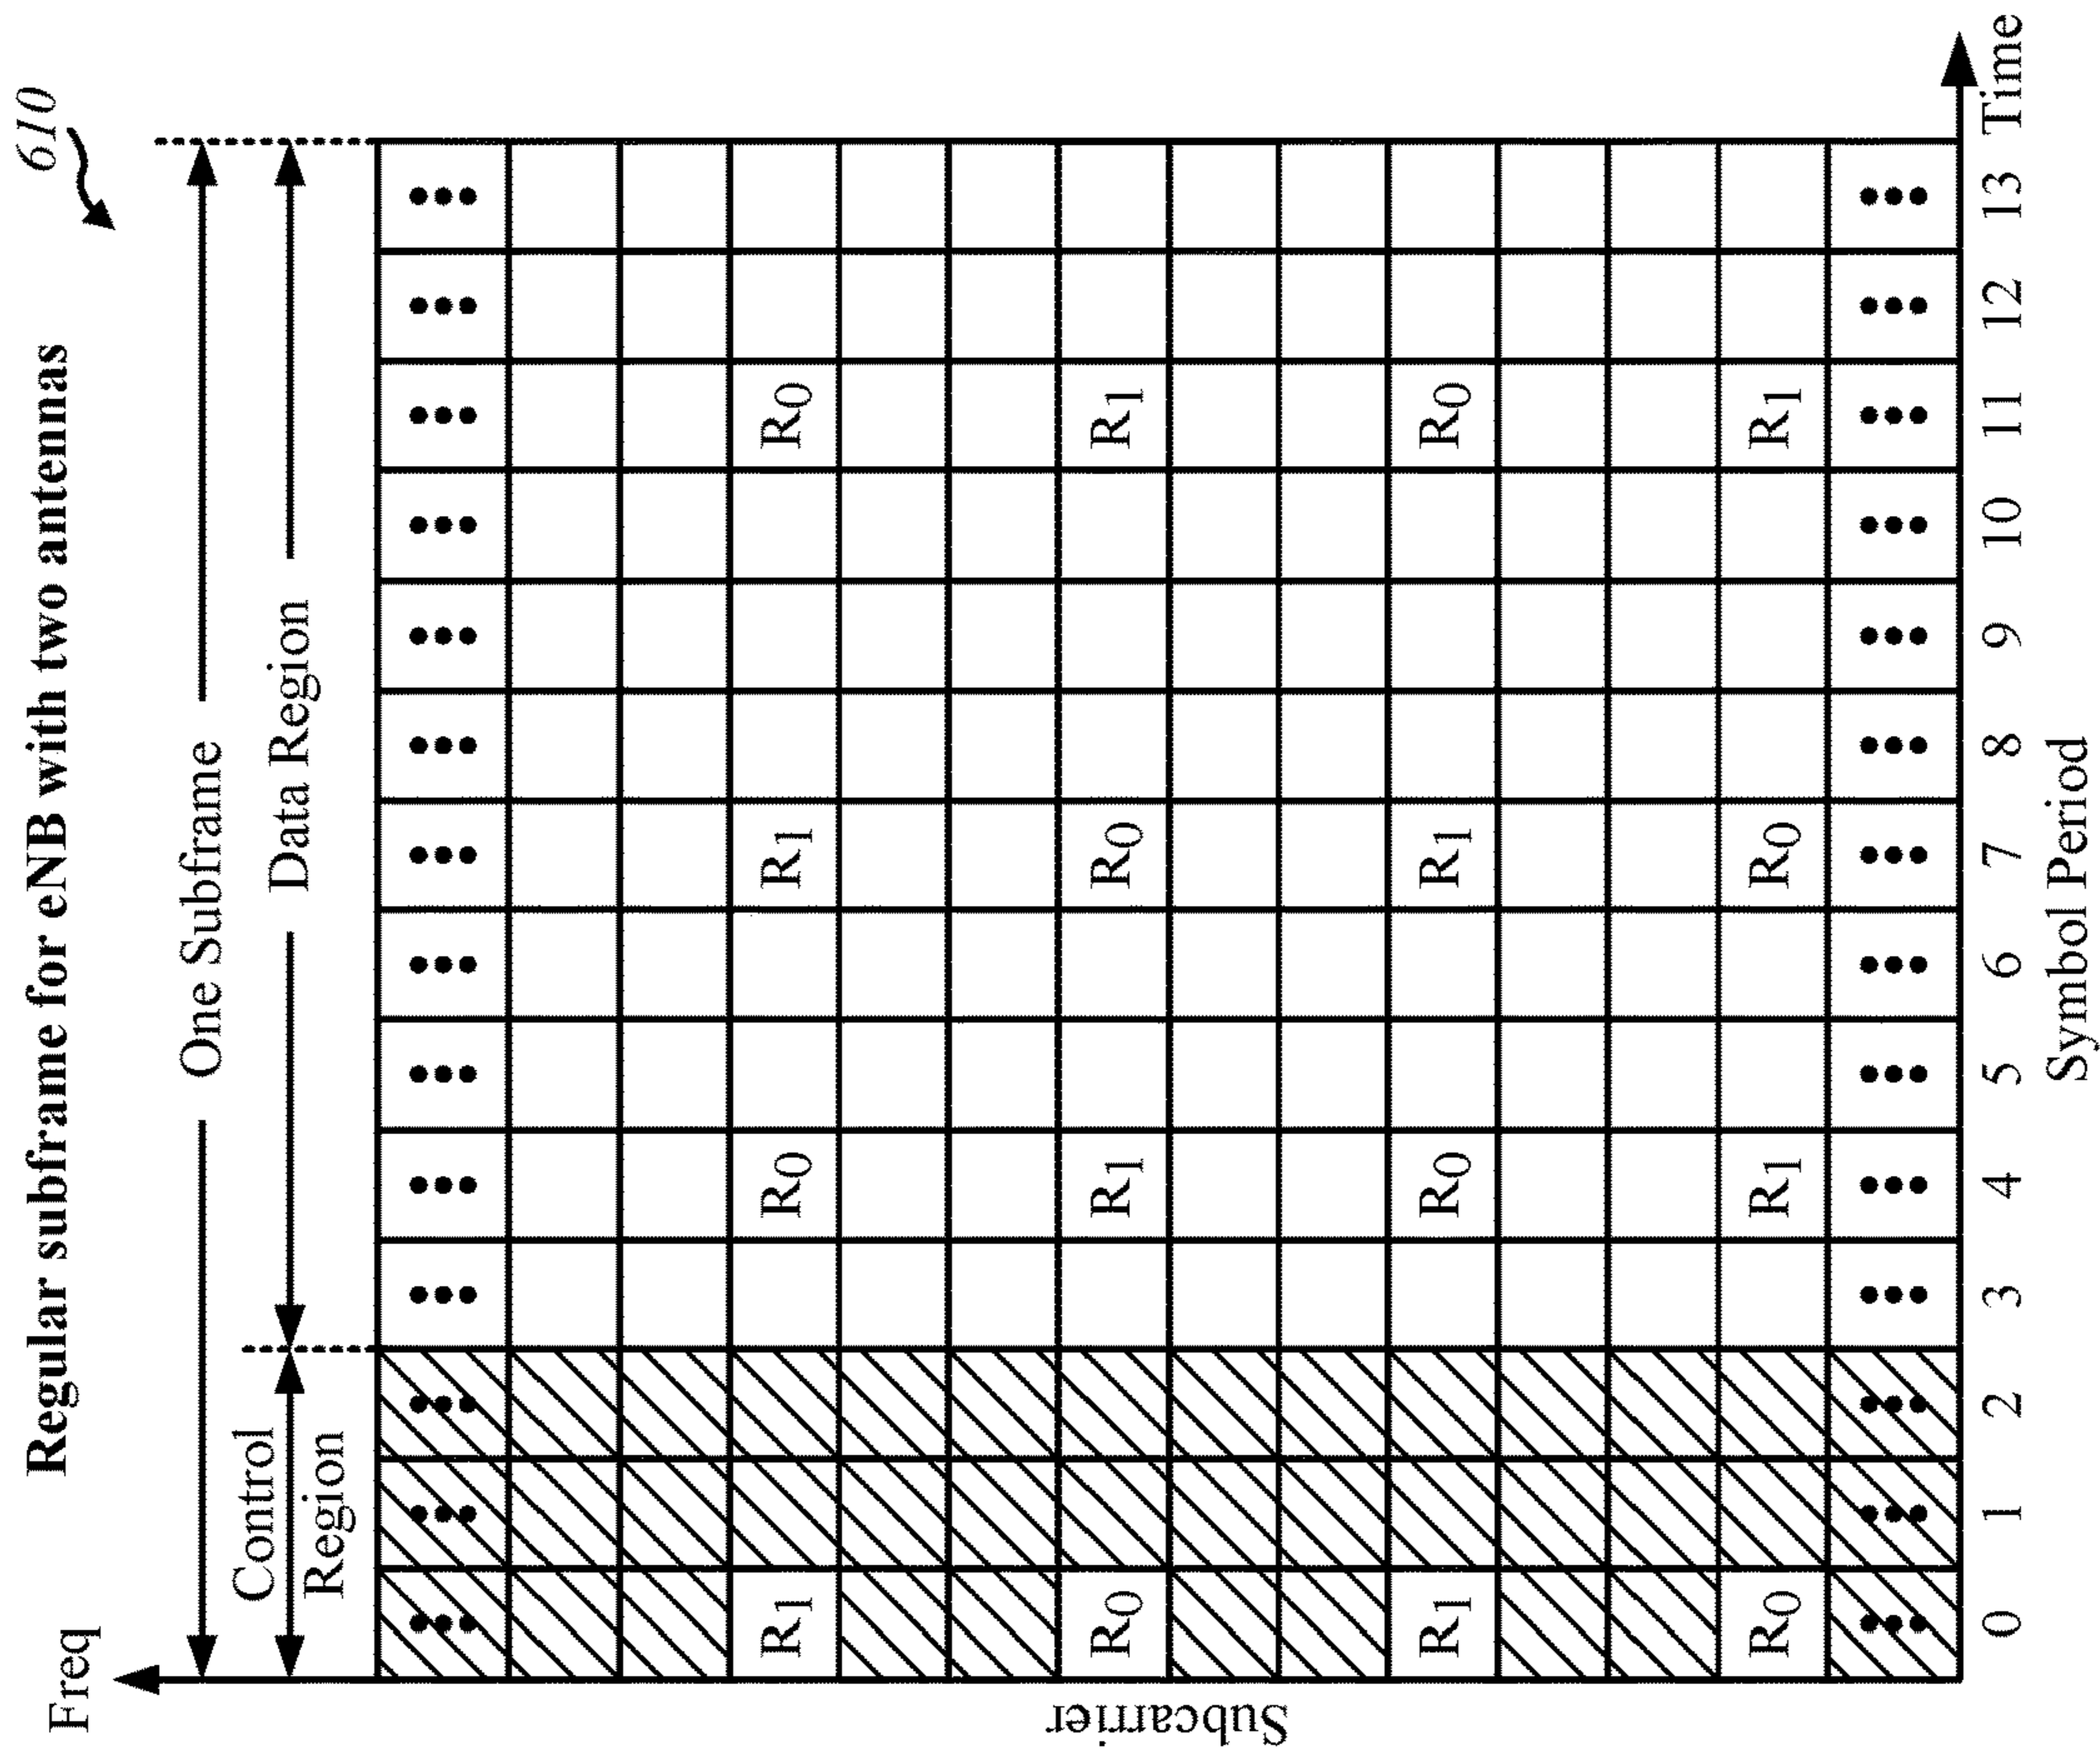 610
Regular subframe for eNB with two antennas
Freq
One Subframe
Control
Region
Data Region
R1 R0 R1 R0
R0 R1 R0 R1
Subcarrier
R1 R0 R1 R0
R0 R1 R0 R1
0 1 2 3 4 5 6 7 8 9 10 11 12 13 Time
Symbol Period